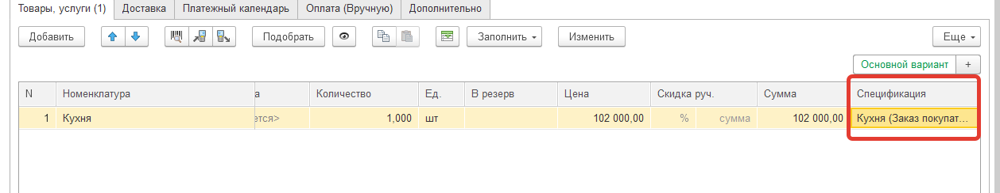 Товары, услуги (1) Доставка Платежный календарь Оплата (Вручную) Дополнительно
Добавить Подобрать Заполнить Изменить Еще
Основной вариант +
N Номенклатура а Количество Ед. В резерв Цена Скидка руч. Сумма Спецификация
1 Кухня ется> 1,000 шт 102 000,00 % сумма 102 000,00 Кухня (Заказ покупат...